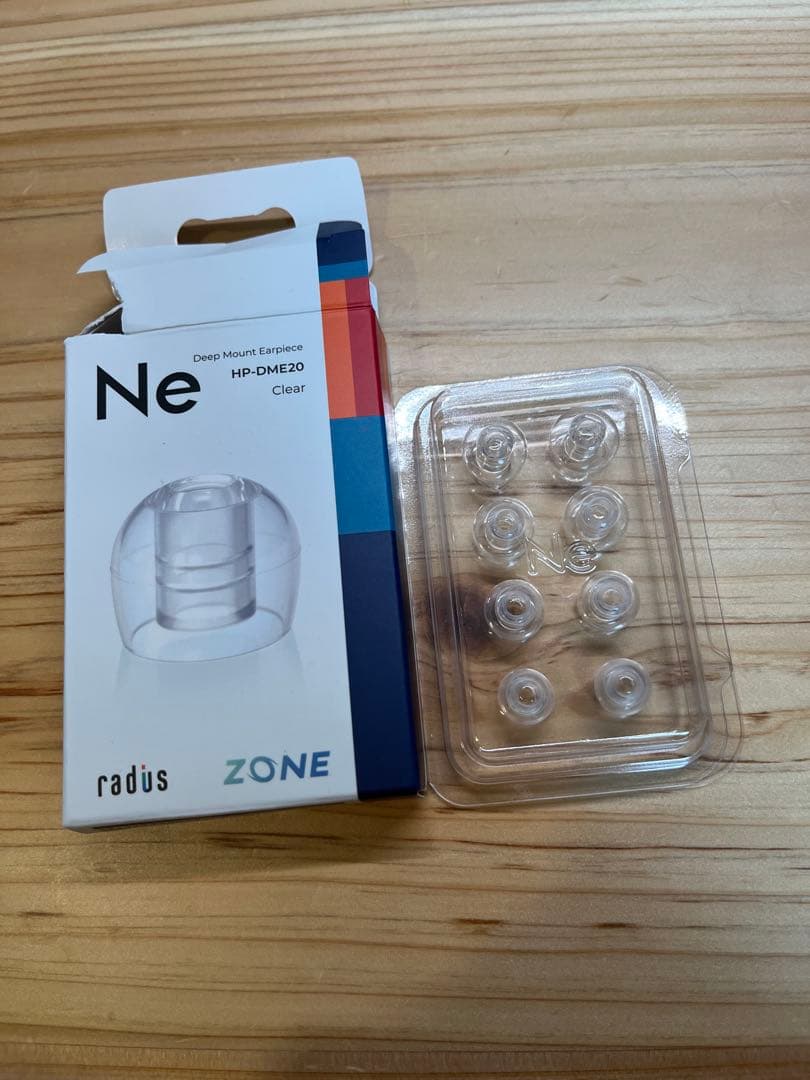 Deep Mount Earpiece
Ne
HP-DME20
Clear
radius
ZONE
Ne